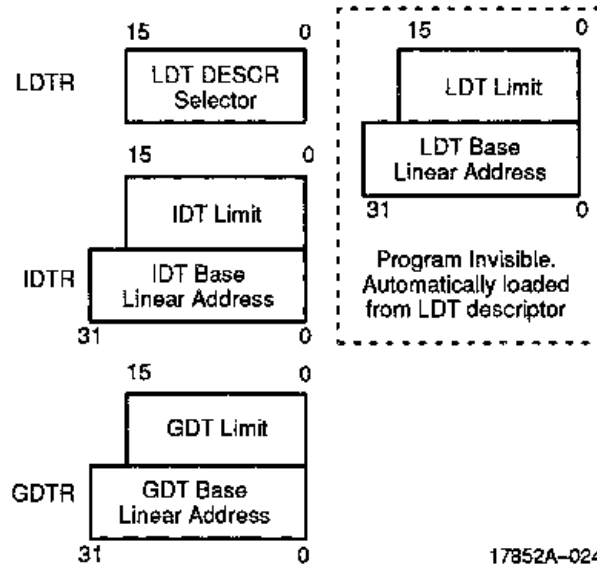 15 0
LDTR
LDT DESCR
Selector
15 0
IDT Limit
IDTR
IDT Base
Linear Address
31 0
15 0
GDT Limit
GDTR
GDT Base
Linear Address
31 0
15 0
LDT Limit
LDT Base
Linear Address
31 0
Program Invisible.
Automatically loaded
from LDT descriptor
17852A–024